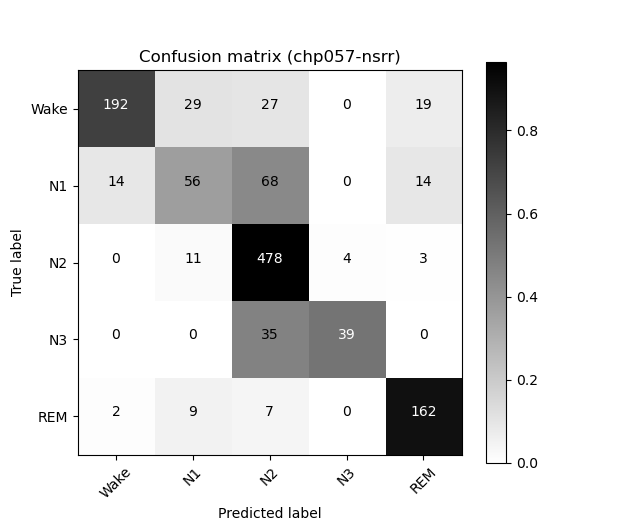 Confusion matrix (chp057-nsrr)
True label
Wake 192 29 27 0 19
N1 14 56 68 0 14
N2 0 11 478 4 3
N3 0 0 35 39 0
REM 2 9 7 0 162
Wake N1 N2 N3 REM
Predicted label
0.8
0.6
0.4
0.2
0.0